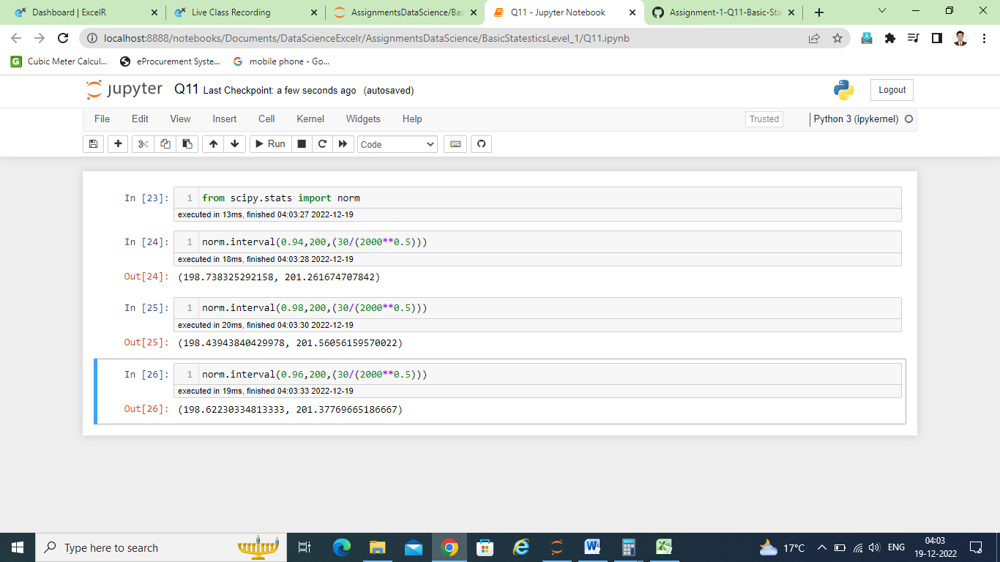 Dashboard | ExcelR
Live Class Recording
AssignmentsDataScience/Bas
Q11 - Jupyter Notebook
Assignment-1-Q11-Basic-Sta
localhost:8888/notebooks/Documents/DataScienceExcelr/AssignmentsDataScience/BasicStatesticsLevel_1/Q11.ipynb
Cubic Meter Calcul... eProcurement Syste... mobile phone - Go...
jupyter Q11 Last Checkpoint: a few seconds ago (autosaved)
Logout
File Edit View Insert Cell Kernel Widgets Help
Trusted
Python 3 (ipykernel)
Run
Code
In [23]: 1 from scipy.stats import norm
executed in 13ms, finished 04:03:27 2022-12-19
In [24]: 1 norm.interval(0.94,200,(30/(2000**0.5)))
executed in 18ms, finished 04:03:28 2022-12-19
Out[24]: (198.738325292158, 201.261674707842)
In [25]: 1 norm.interval(0.98,200,(30/(2000**0.5)))
executed in 20ms, finished 04:03:30 2022-12-19
Out[25]: (198.43943840429978, 201.56056159570022)
In [26]: 1 norm.interval(0.96,200,(30/(2000**0.5)))
executed in 19ms, finished 04:03:33 2022-12-19
Out[26]: (198.62230334813333, 201.37769665186667)
Type here to search
17°C
ENG
04:03
19-12-2022